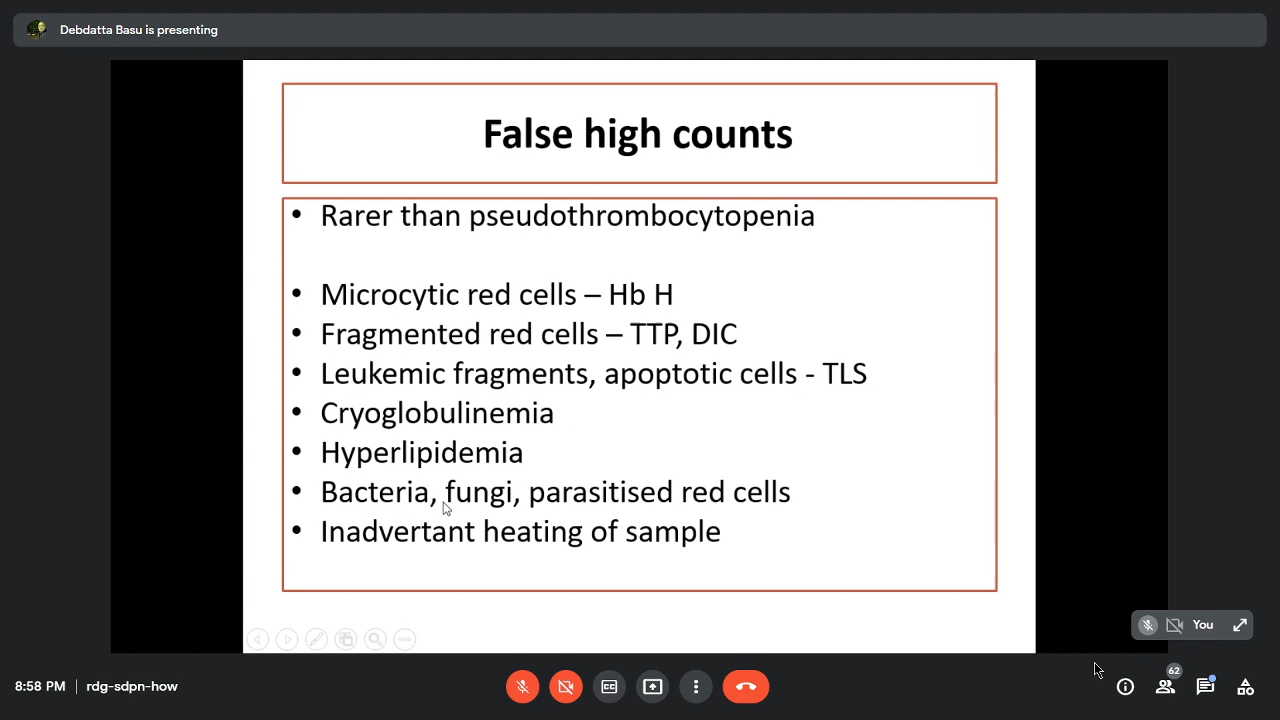 Debdatta Basu is presenting
False high counts
• Rarer than pseudothrombocytopenia
• Microcytic red cells – Hb H
• Fragmented red cells – TTP, DIC
• Leukemic fragments, apoptotic cells - TLS
• Cryoglobulinemia
• Hyperlipidemia
• Bacteria, fungi, parasitised red cells
• Inadvertant heating of sample
You
62
8:58 PM | rdg-sdpn-how